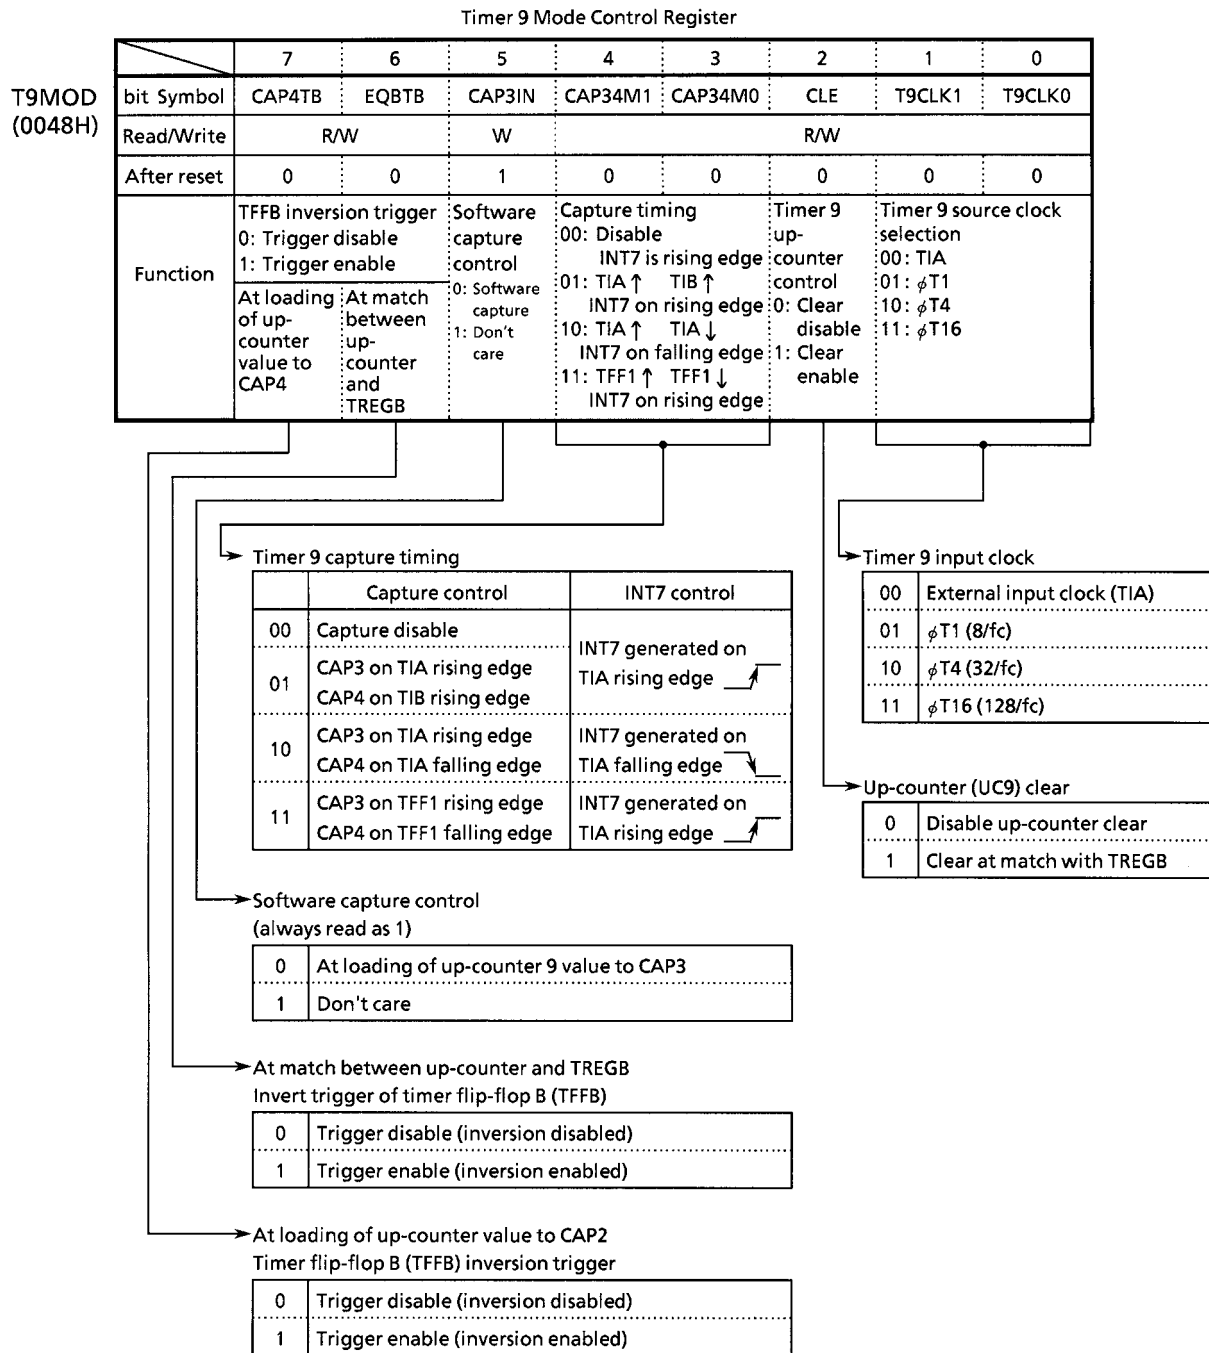 Timer 9 Mode Control Register
T9MOD
(0048H)
7 6 5 4 3 2 1 0
bit Symbol CAP4TB EQBTB CAP3IN CAP34M1 CAP34M0 CLE T9CLK1 T9CLK0
Read/Write R/W W R/W
After reset 0 0 1 0 0 0 0 0
Function
TFFB inversion trigger
0: Trigger disable
1: Trigger enable
At loading
of up-
counter
value to
CAP4
At match
between
up-
counter
and
TREGB
Software
capture
control
0: Software
capture
1: Don't
care
Capture timing
00: Disable
INT7 is rising edge
01: TIA↑ TIB↑
INT7 on rising edge
10: TIA↑ TIA↓
INT7 on falling edge
11: TFF1↑ TFF1↓
INT7 on rising edge
Timer 9
up-
counter
control
0: Clear
disable
1: Clear
enable
Timer 9 source clock
selection
00: TIA
01: ϕT1
10: ϕT4
11: ϕT16
Timer 9 capture timing
Capture control INT7 control
00 Capture disable
01 CAP3 on TIA rising edge
CAP4 on TIB rising edge
INT7 generated on
TIA rising edge
10 CAP3 on TIA rising edge
CAP4 on TIA falling edge
INT7 generated on
TIA falling edge
11 CAP3 on TFF1 rising edge
CAP4 on TFF1 falling edge
INT7 generated on
TIA rising edge
Timer 9 input clock
00 External input clock (TIA)
01 ϕT1 (8/fc)
10 ϕT4 (32/fc)
11 ϕT16 (128/fc)
Up-counter (UC9) clear
0 Disable up-counter clear
1 Clear at match with TREGB
Software capture control
(always read as 1)
0 At loading of up-counter 9 value to CAP3
1 Don't care
At match between up-counter and TREGB
Invert trigger of timer flip-flop B (TFFB)
0 Trigger disable (inversion disabled)
1 Trigger enable (inversion enabled)
At loading of up-counter value to CAP2
Timer flip-flop B (TFFB) inversion trigger
0 Trigger disable (inversion disabled)
1 Trigger enable (inversion enabled)